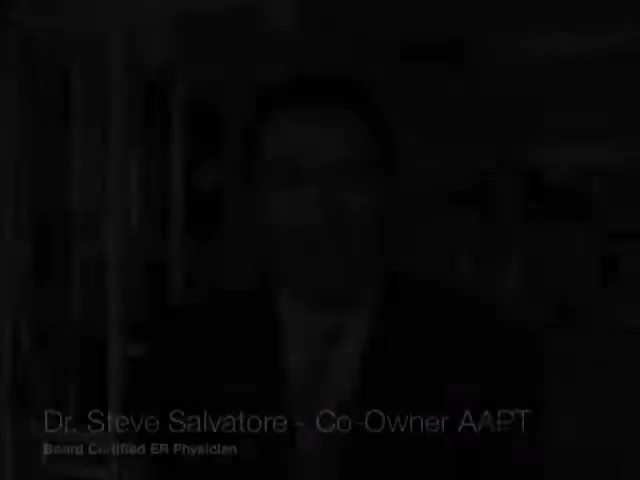 Dr. Steve Salvatore - Co-Owner AAPT
Board Certified ER Physician